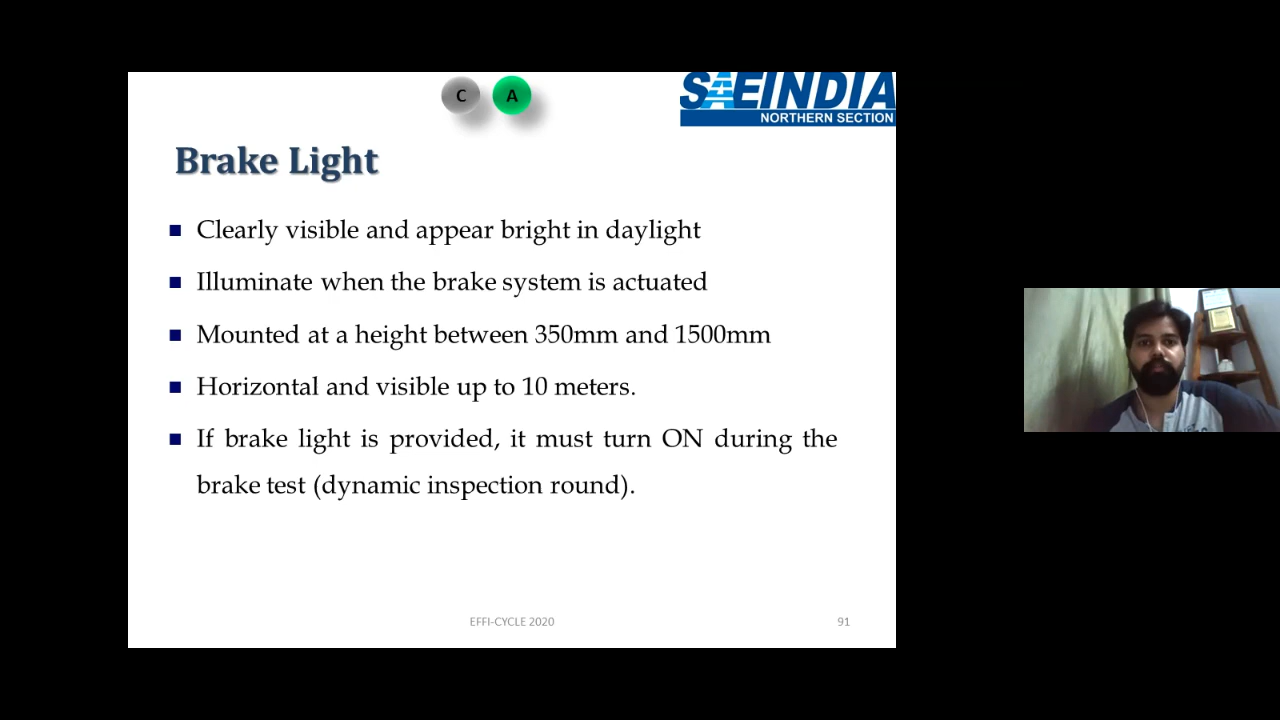 C A
SAEINDIA
NORTHERN SECTION
Brake Light
Clearly visible and appear bright in daylight
Illuminate when the brake system is actuated
Mounted at a height between 350mm and 1500mm
Horizontal and visible up to 10 meters.
If brake light is provided, it must turn ON during the
brake test (dynamic inspection round).
EFFI-CYCLE 2020
91